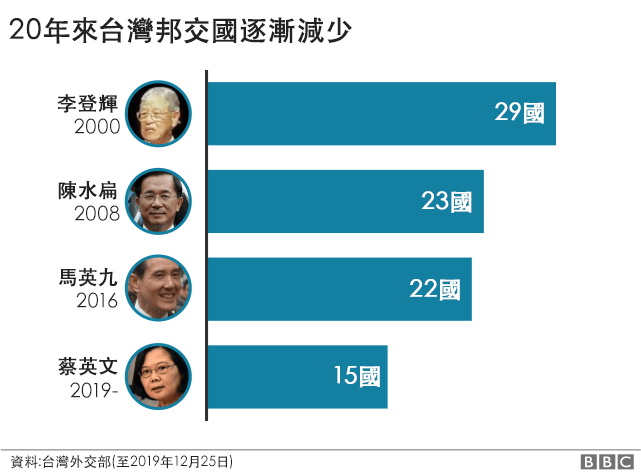 20年來台灣邦交國逐漸減少
李登輝
2000
29國
陳水扁
2008
23國
馬英九
2016
22國
蔡英文
2019-
15國
資料:台灣外交部(至2019年12月25日)
BBC